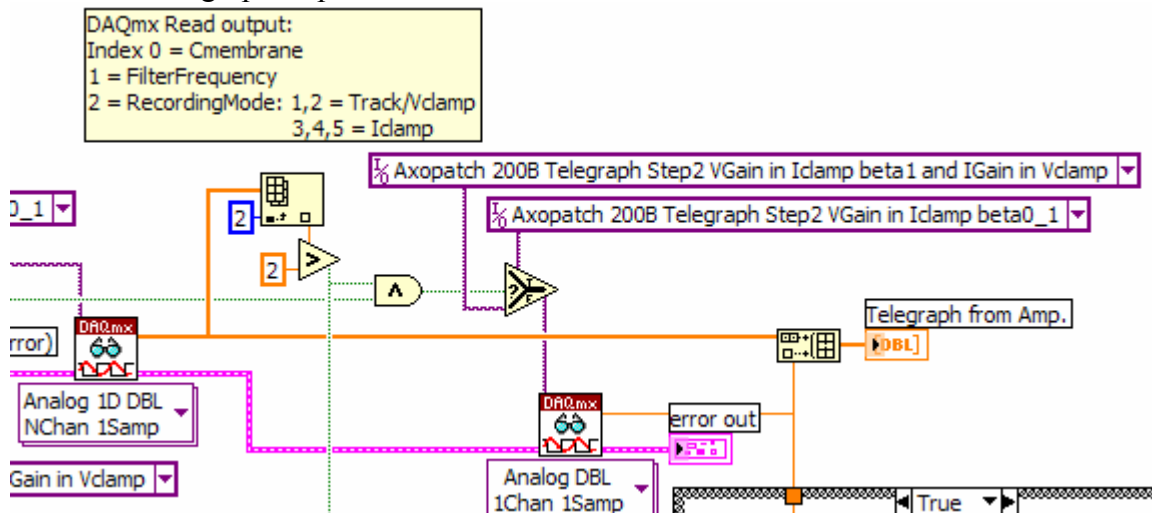 DAQmx Read output:
Index 0 = Cmembrane
1 = FilterFrequency
2 = RecordingMode: 1,2 = Track/Vclamp
3,4,5 = Iclamp
Axopatch 200B Telegraph Step2 VGain in Iclamp beta1 and IGain in Vclamp
0_1
2
Axopatch 200B Telegraph Step2 VGain in Iclamp beta0_1
2
>
?
T
F
Telegraph from Amp.
DBL]
rror)
DAQmx
Analog 1D DBL
NChan 1Samp
DAQmx
error out
Gain in Vclamp
Analog DBL
1Chan 1Samp
True